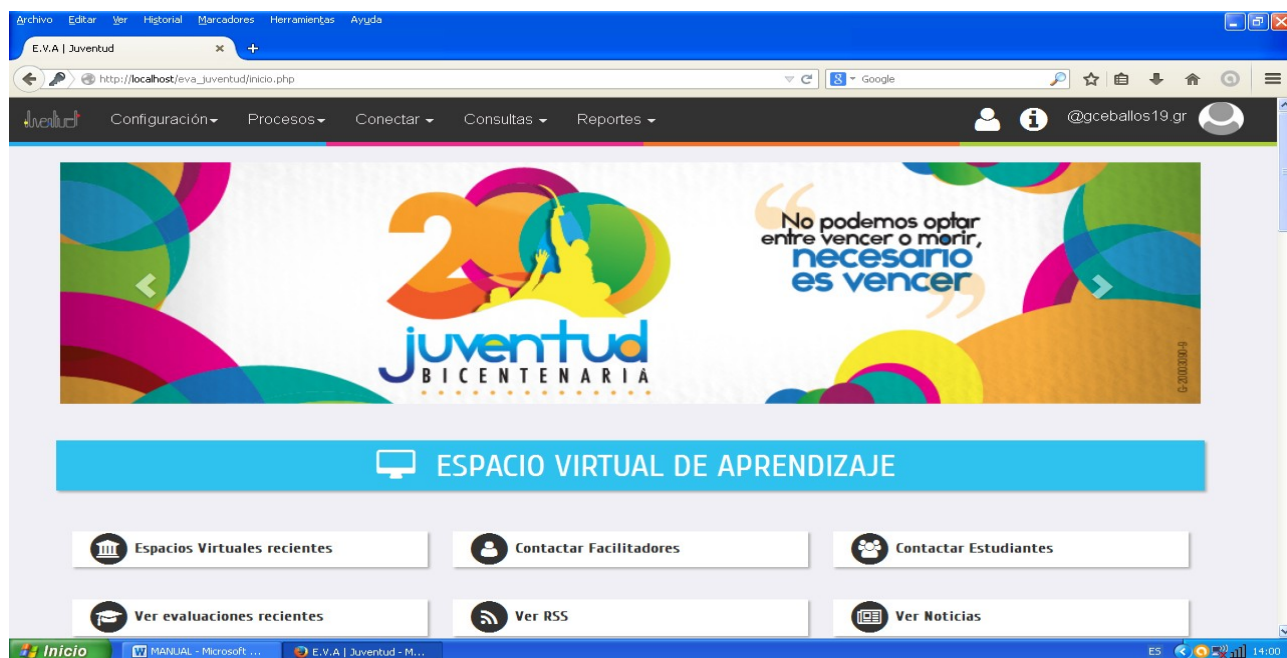 Archivo Editar Ver Historial Marcadores Herramientas Ayuda
E.V.A | Juventud
http://localhost/eva_juventud/inicio.php
Google
Juventud Configuración Procesos Conectar Consultas Reportes @gceballos19.gr
200
juventud
BICENTENARIA
No podemos optar
entre vencer o morir,
necesario
es vencer
G-20003090-9
ESPACIO VIRTUAL DE APRENDIZAJE
Espacios Virtuales recientes Contactar Facilitadores Contactar Estudiantes
Ver evaluaciones recientes Ver RSS Ver Noticias
Inicio MANUAL - Microsoft ... E.V.A | Juventud - M... ES 14:00